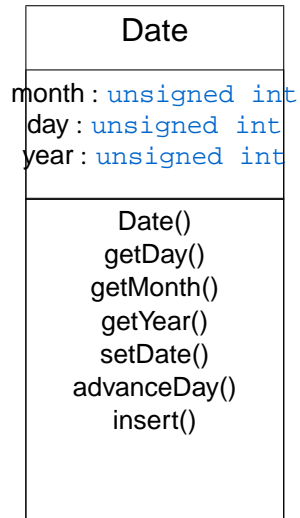 Date
month : unsigned int
day : unsigned int
year : unsigned int
Date()
getDay()
getMonth()
getYear()
setDate()
advanceDay()
insert()